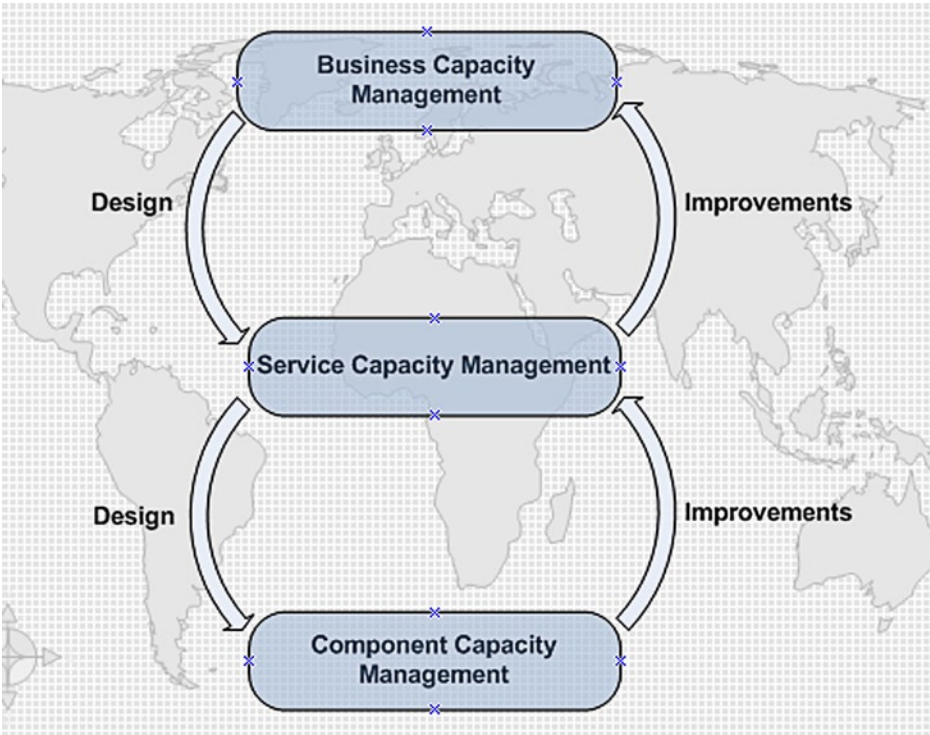 Business Capacity
Management
Design
Improvements
Service Capacity Management
Design
Improvements
Component Capacity
Management